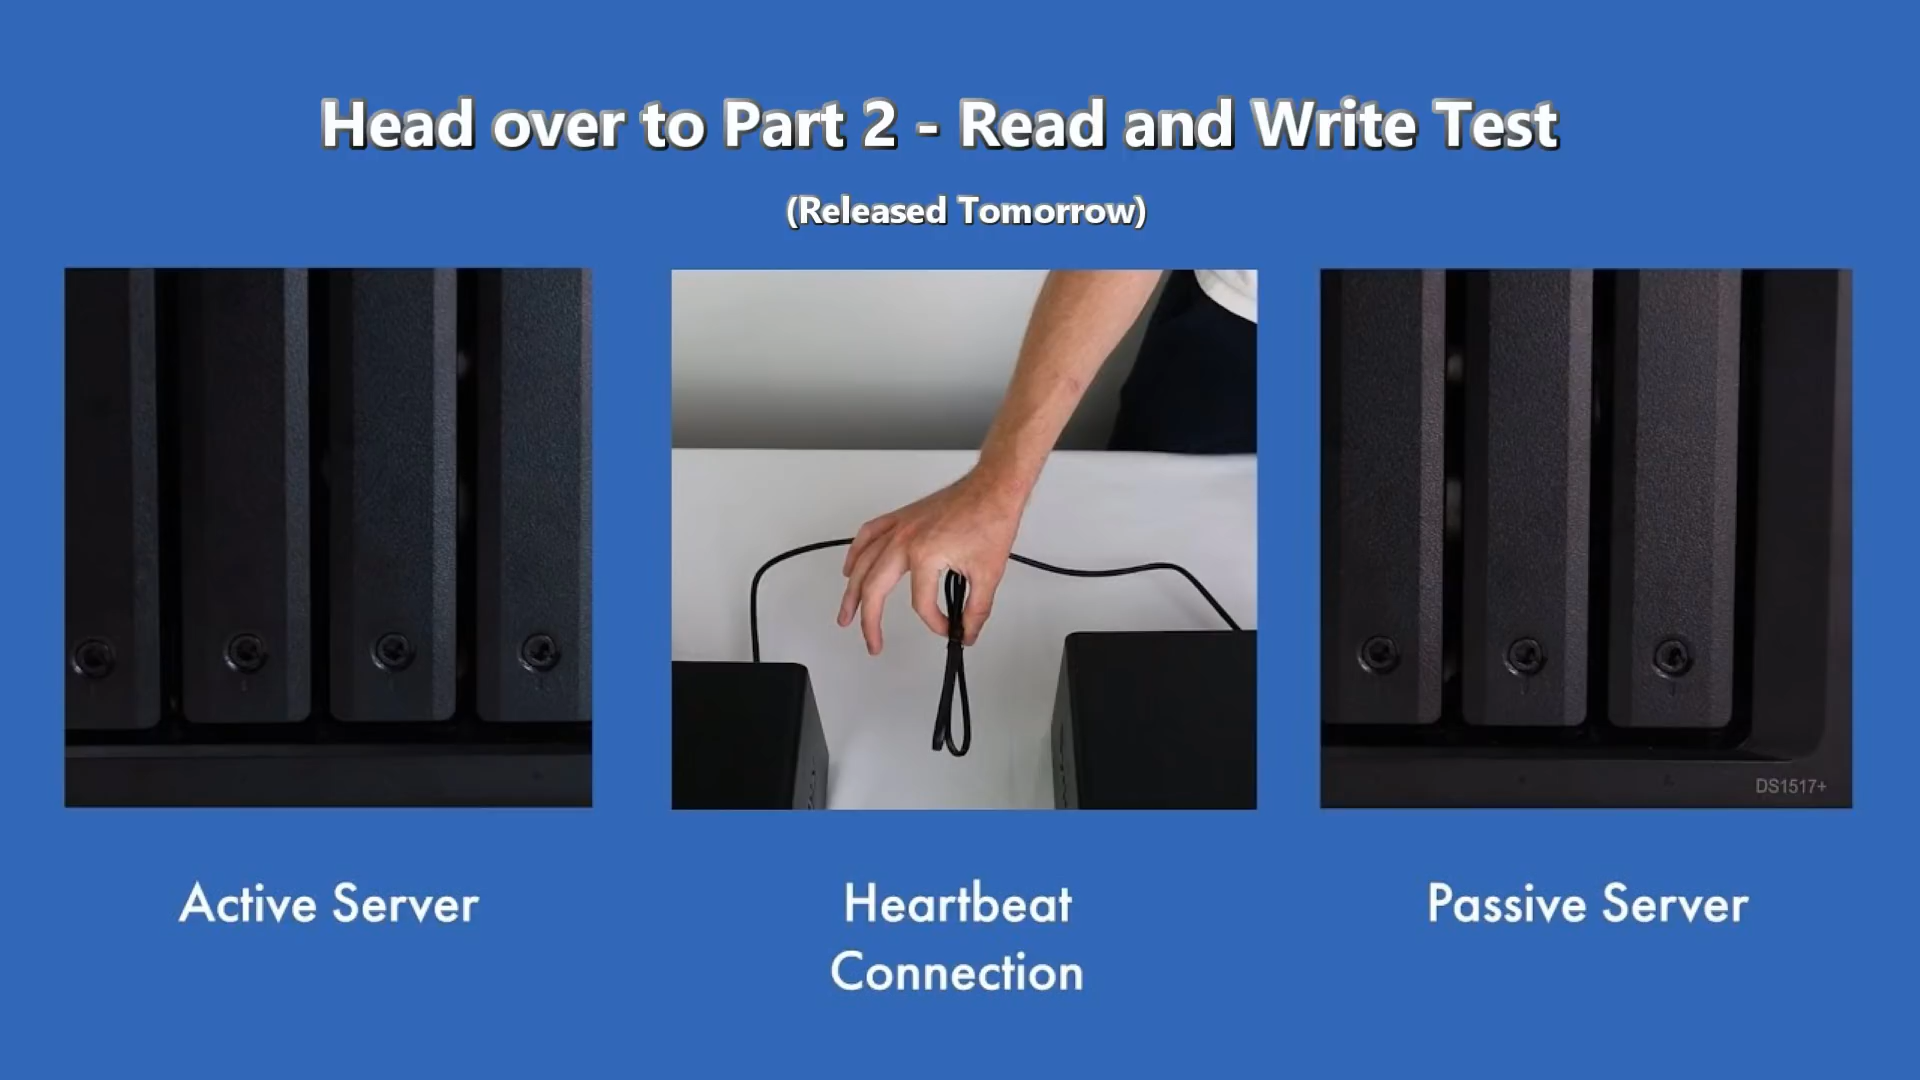 Head over to Part 2 - Read and Write Test
(Released Tomorrow)
DS1517+
Active Server
Heartbeat
Connection
Passive Server